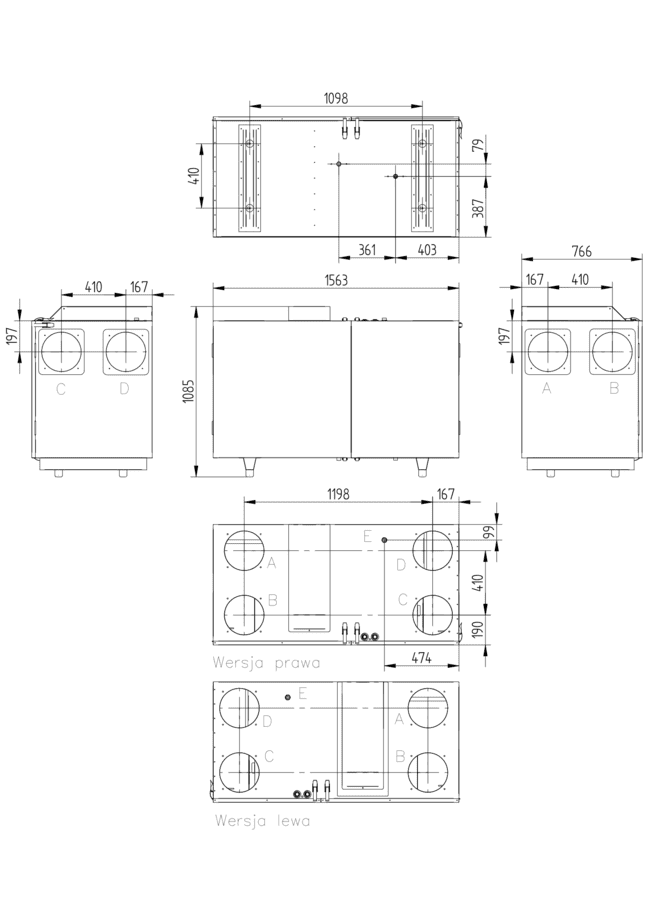 1098
79
410
387
361
403
766
410
167
1563
167
410
197
1085
197
C
D
A
B
1198
167
99
E
A
D
410
B
C
190
Wersja prawa
474
E
D
A
C
B
Wersja lewa